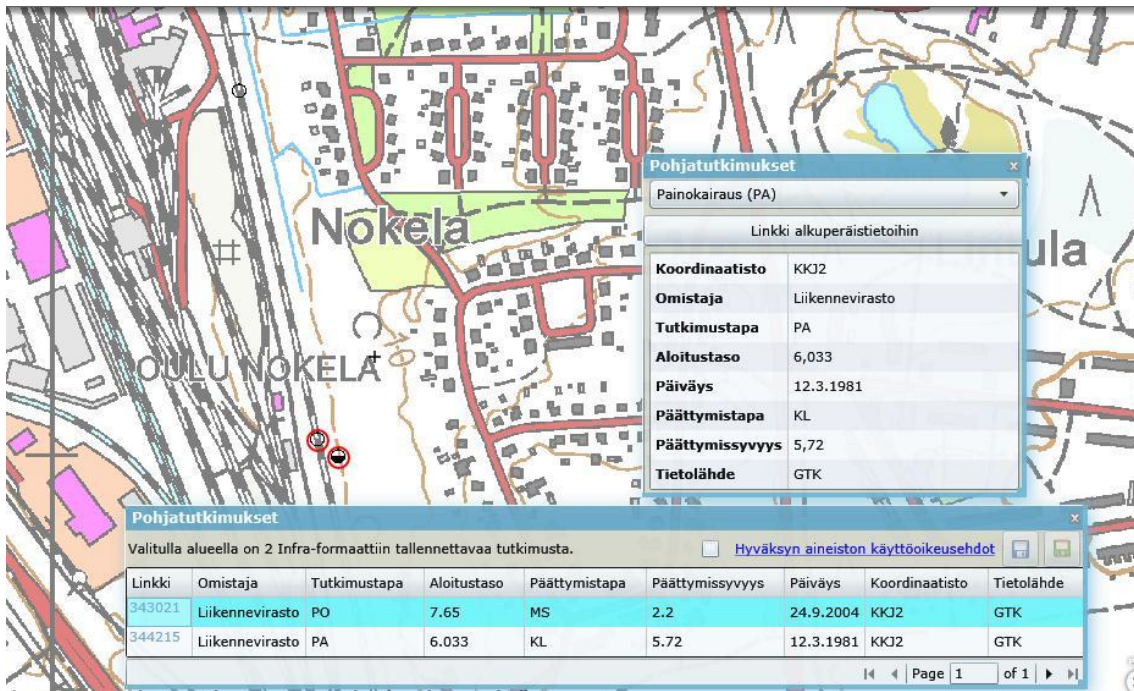 Nokela
OULU NOKELA
10
ula
Pohjatutkimukset x
Painokairaus (PA)
Linkki alkuperäistietoihin
Koordinaatisto KKJ2
Omistaja Liikennevirasto
Tutkimustapa PA
Aloitustaso 6,033
Päiväys 12.3.1981
Päättymistapa KL
Päättymissyvyys 5,72
Tietolähde GTK
Pohjatutkimukset x
Valitulla alueella on 2 Infra-formaattiin tallennettavaa tutkimusta. Hyväksyn aineiston käyttöoikeusehdot
Linkki Omistaja Tutkimustapa Aloitustaso Päättymistapa Päättymissyvyys Päiväys Koordinaatisto Tietolähde
343021 Liikennevirasto PO 7.65 MS 2.2 24.9.2004 KKJ2 GTK
344215 Liikennevirasto PA 6.033 KL 5.72 12.3.1981 KKJ2 GTK
Page 1 of 1